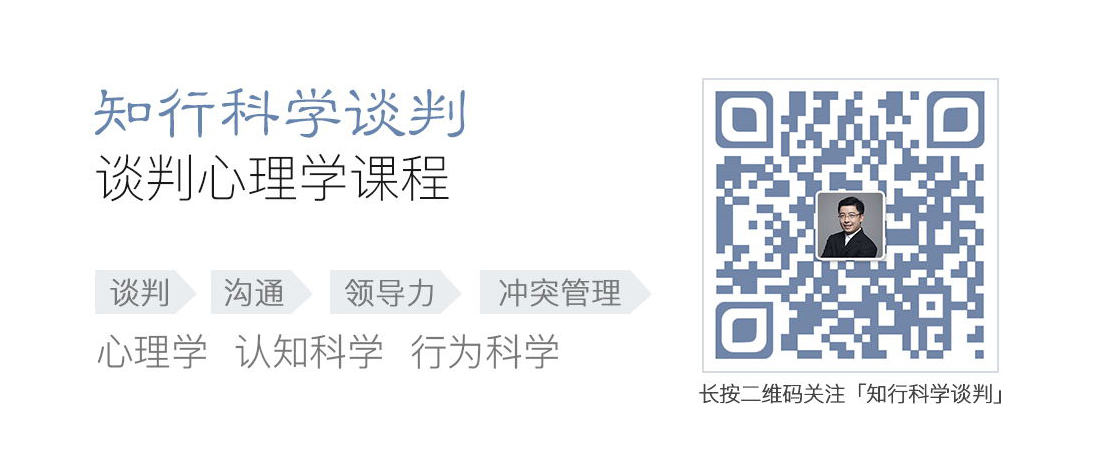 知行科学谈判
谈判心理学课程
谈判 沟通 领导力 冲突管理
心理学 认知科学 行为科学
长按二维码关注「知行科学谈判」